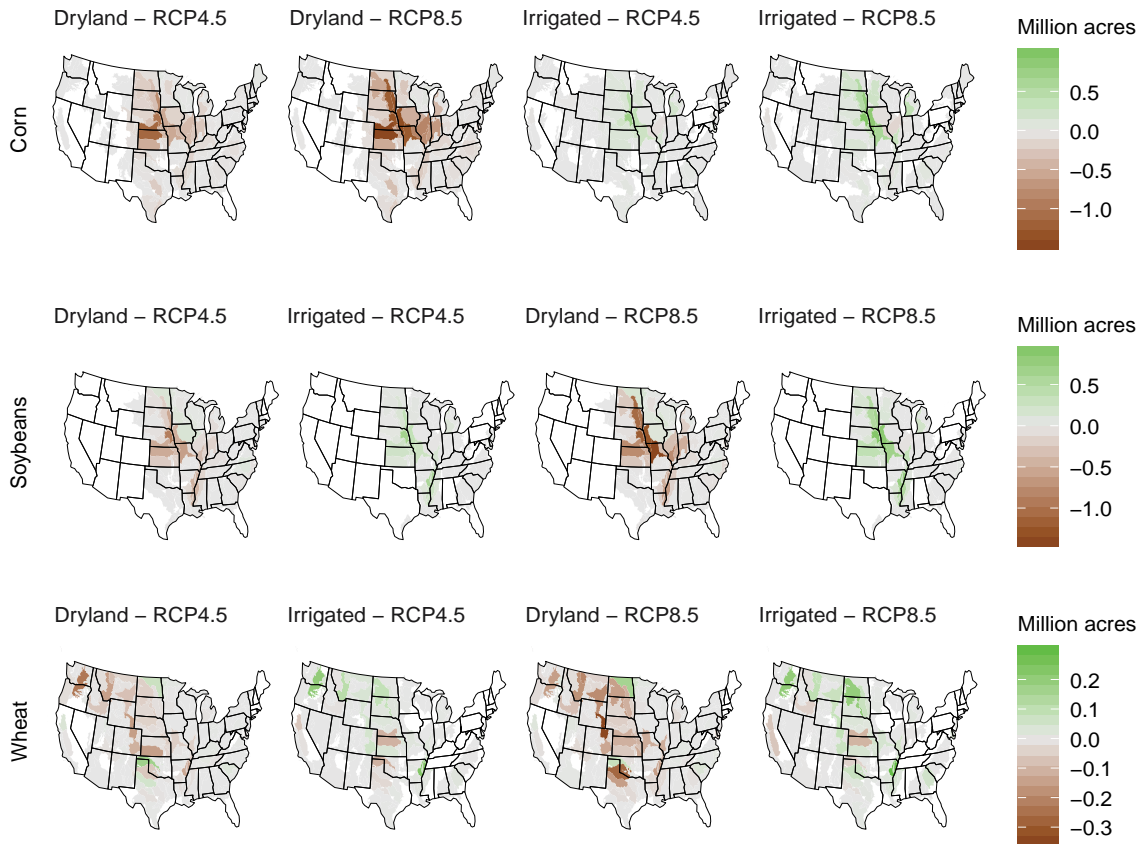 Dryland − RCP4.5
Dryland − RCP8.5
Irrigated − RCP4.5
Irrigated − RCP8.5
Corn
Million acres
0.5
0.0
−0.5
−1.0
Dryland − RCP4.5
Irrigated − RCP4.5
Dryland − RCP8.5
Irrigated − RCP8.5
Soybeans
Million acres
0.5
0.0
−0.5
−1.0
Dryland − RCP4.5
Irrigated − RCP4.5
Dryland − RCP8.5
Irrigated − RCP8.5
Wheat
Million acres
0.2
0.1
0.0
−0.1
−0.2
−0.3